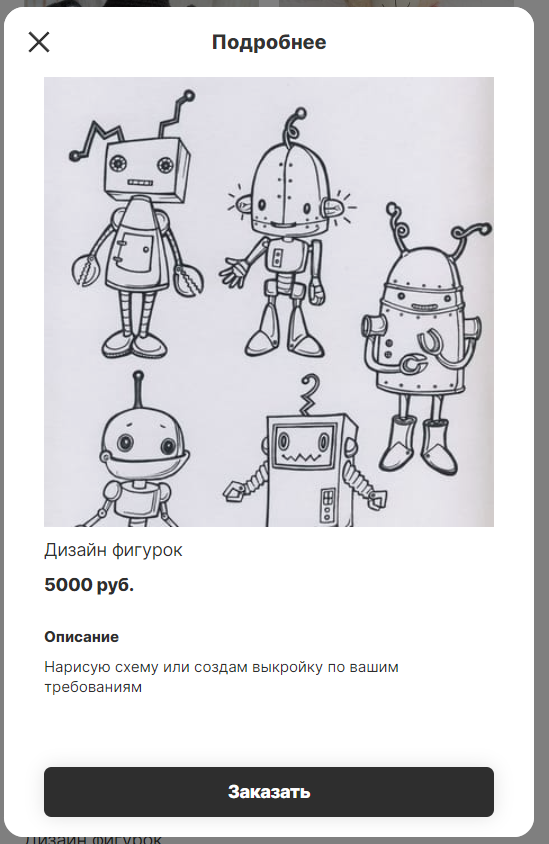 Подробнее
Дизайн фигурок
5000 руб.
Описание
Нарисую схему или создам выкройку по вашим
требованиям
Заказать
Дизайн фигурок